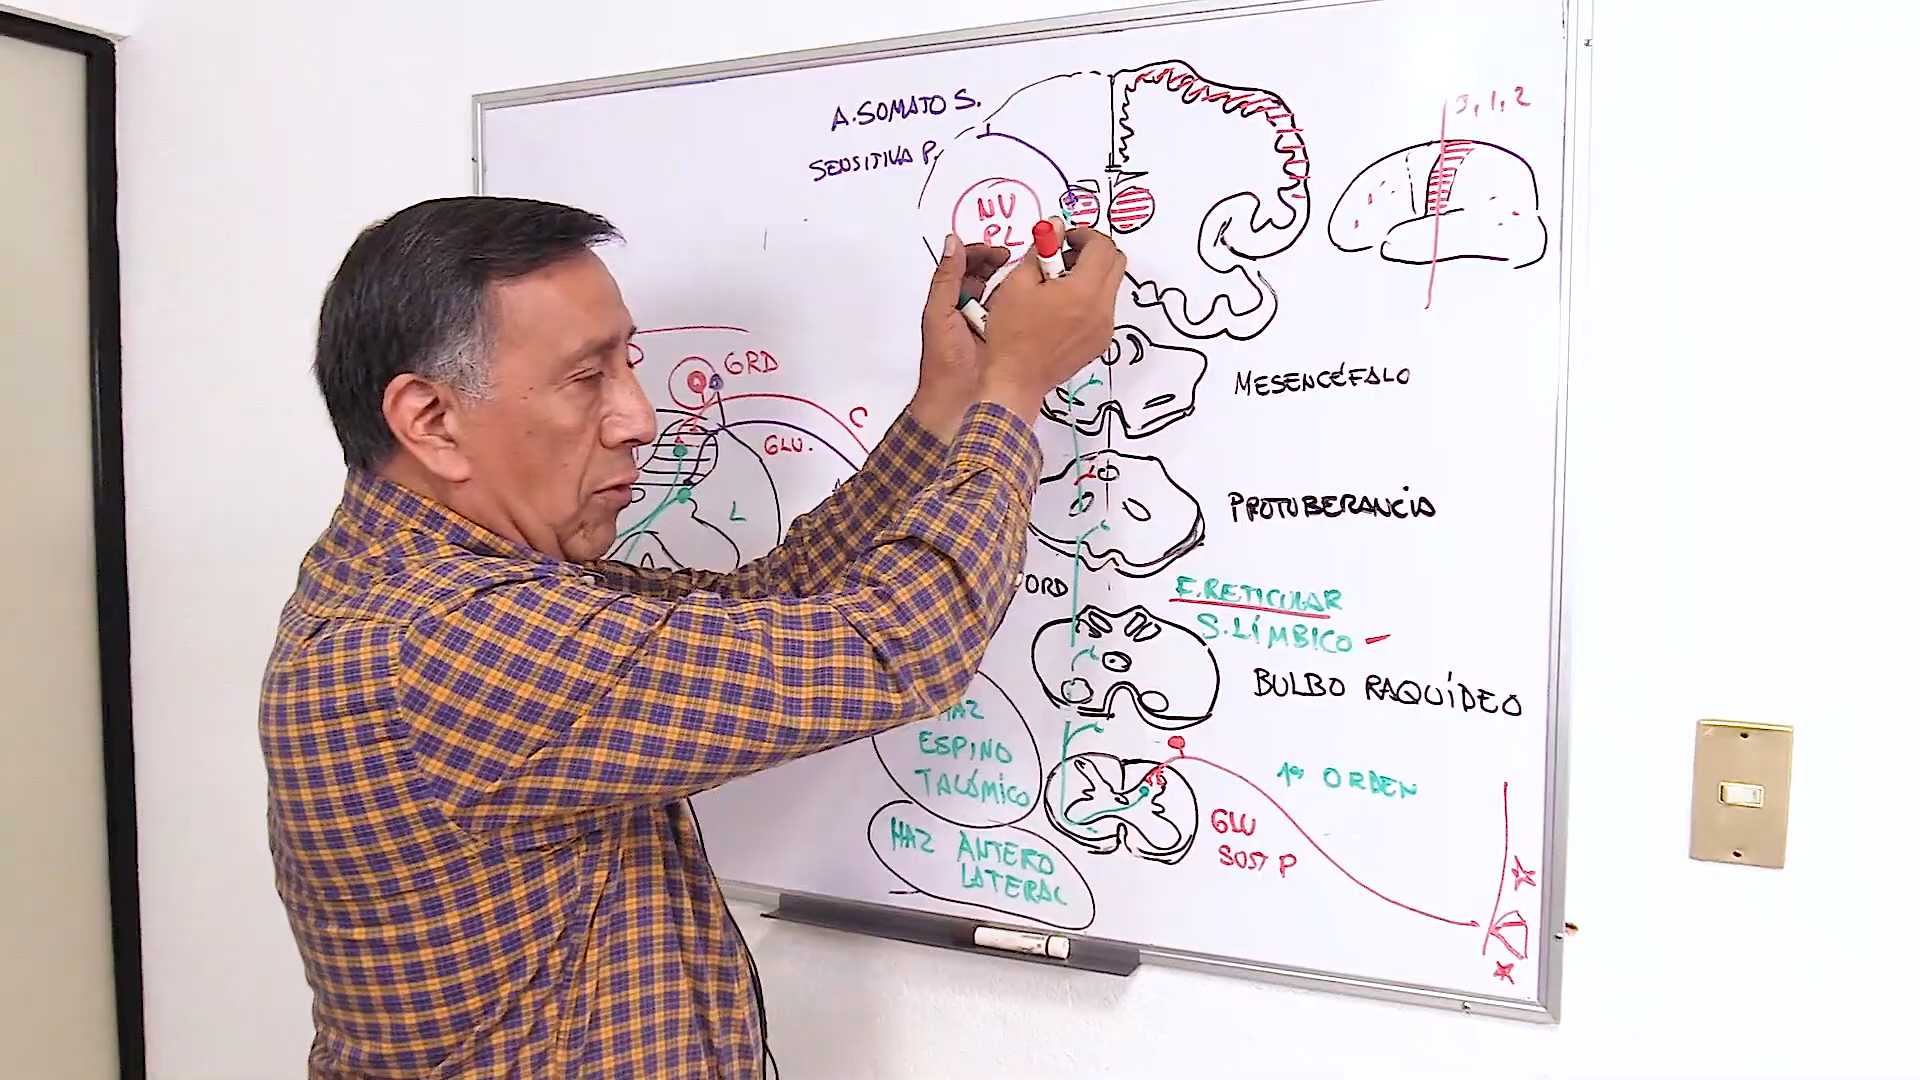 A. SOMATO S.
SENSITIVA P.
3, 1, 2
NV
PL
GRD
C
GLU.
L
MESENCÉFALO
PROTUBERANCIA
ORD
F. RETICULAR
S. LÍMBICO
BULBO RAQUÍDEO
HAZ
ESPINO
TALÁMICO
1º ORDEN
GLU
SUST P
HAZ ANTERO
LATERAL